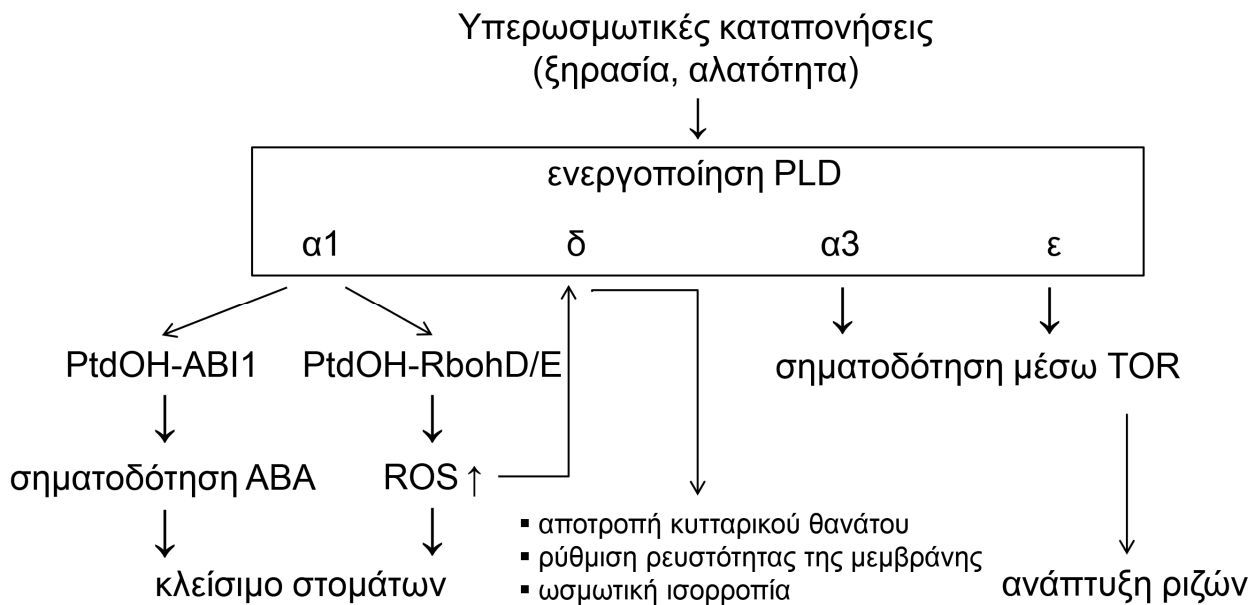 Υπερωσμωτικές καταπονήσεις
(ξηρασία, αλατότητα)
ενεργοποίηση PLD
α1 δ α3 ε
PtdOH-ABI1 PtdOH-RbohD/E σηματοδότηση μέσω TOR
σηματοδότηση ABA ROS ↑
▪ αποτροπή κυτταρικού θανάτου
▪ ρύθμιση ρευστότητας της μεμβράνης
▪ ωσμωτική ισορροπία
κλείσιμο στομάτων
ανάπτυξη ριζών